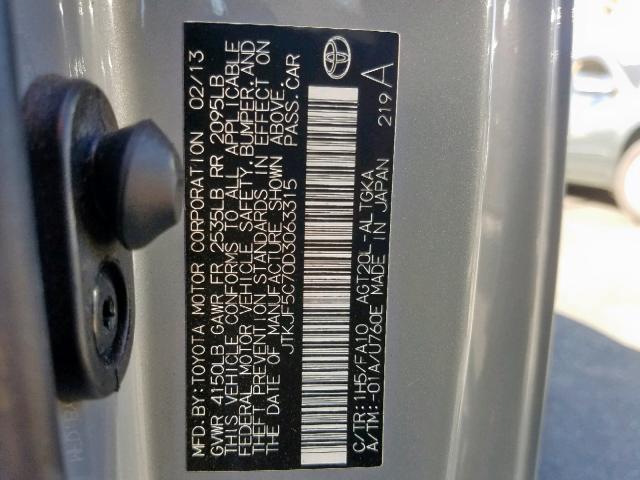 MFD.BY:TOYOTA MOTOR CORPORATION 02/13
GVWR 4150LB GAWR FR 2535LB RR 2095LB
THIS VEHICLE CONFORMS TO ALL APPLICABLE
FEDERAL MOTOR VEHICLE SAFETY, BUMPER, AND
THEFT PREVENTION STANDARDS IN EFFECT ON
THE DATE OF MANUFACTURE SHOWN ABOVE.
JTKJF5C70D3063315 PASS.CAR
C/TR:1H5/FA10 AGT20L-ALTGKA
A/TM:-01A/U760E MADE IN JAPAN 219A